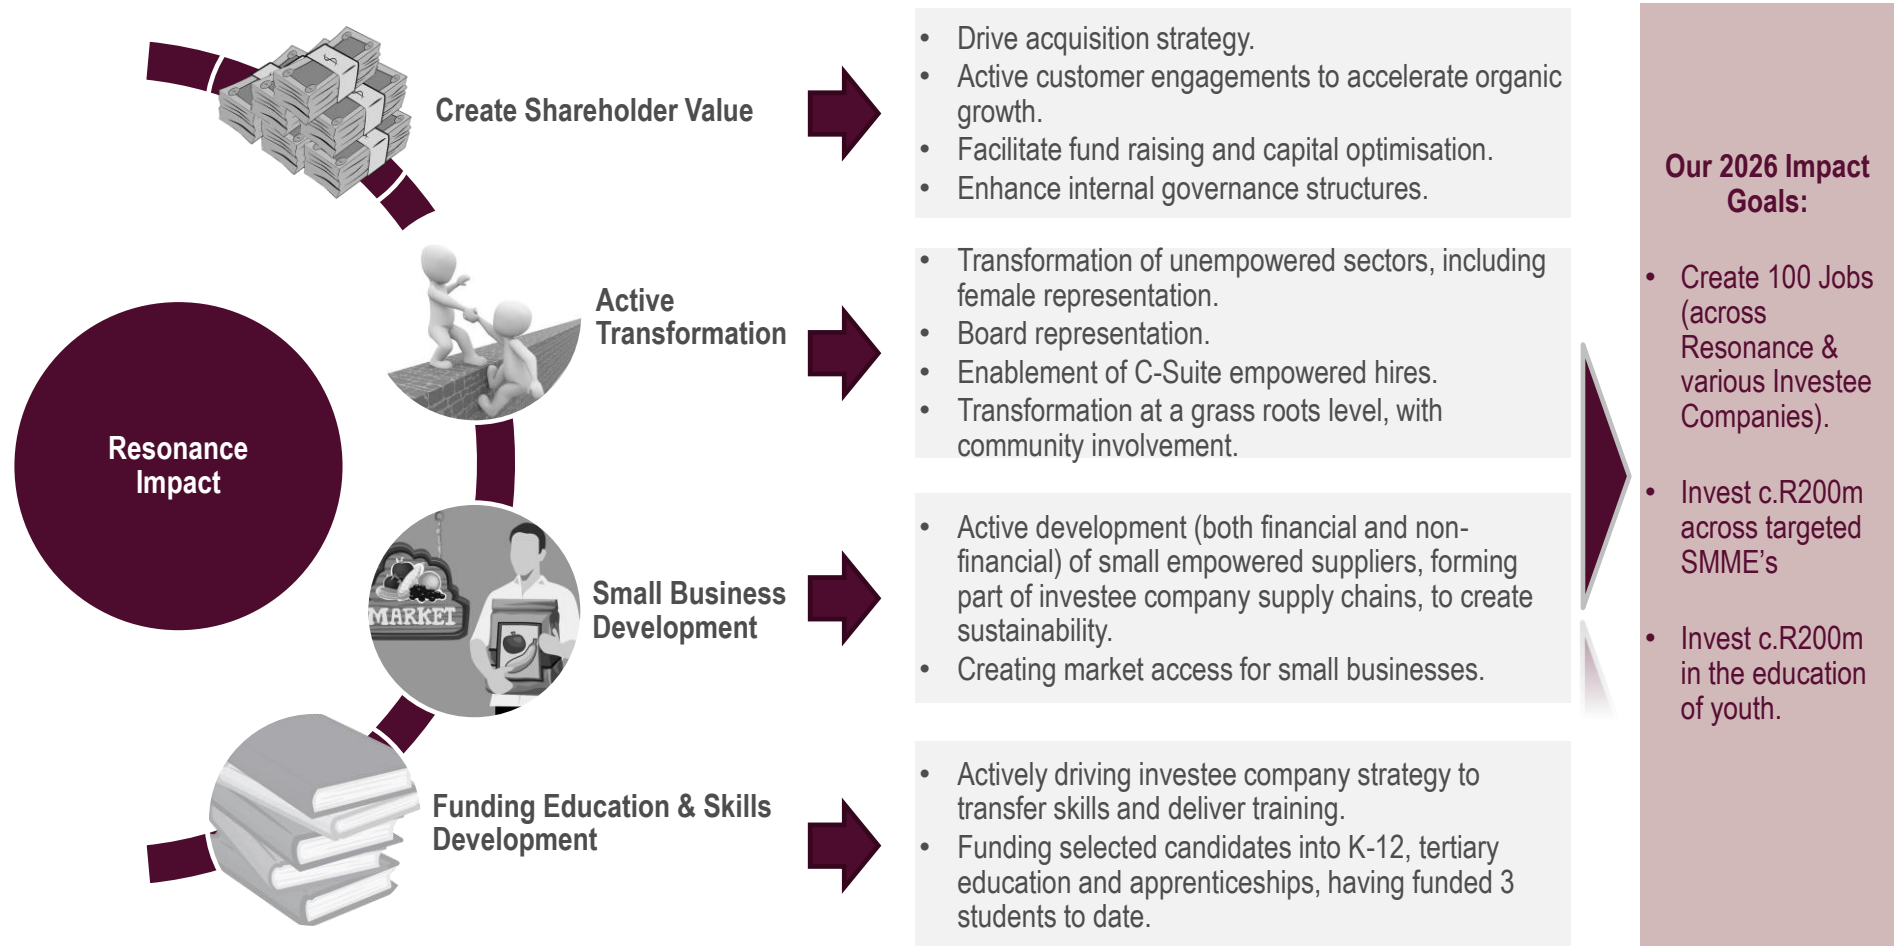 Resonance
Impact
Create Shareholder Value
• Drive acquisition strategy.
• Active customer engagements to accelerate organic
growth.
• Facilitate fund raising and capital optimisation.
• Enhance internal governance structures.
Active
Transformation
• Transformation of unempowered sectors, including
female representation.
• Board representation.
• Enablement of C-Suite empowered hires.
• Transformation at a grass roots level, with
community involvement.
MARKET
Small Business
Development
• Active development (both financial and non-
financial) of small empowered suppliers, forming
part of investee company supply chains, to create
sustainability.
• Creating market access for small businesses.
Funding Education & Skills
Development
• Actively driving investee company strategy to
transfer skills and deliver training.
• Funding selected candidates into K-12, tertiary
education and apprenticeships, having funded 3
students to date.
Our 2026 Impact
Goals:
• Create 100 Jobs
(across
Resonance &
various Investee
Companies).
• Invest c.R200m
across targeted
SMME’s
• Invest c.R200m
in the education
of youth.